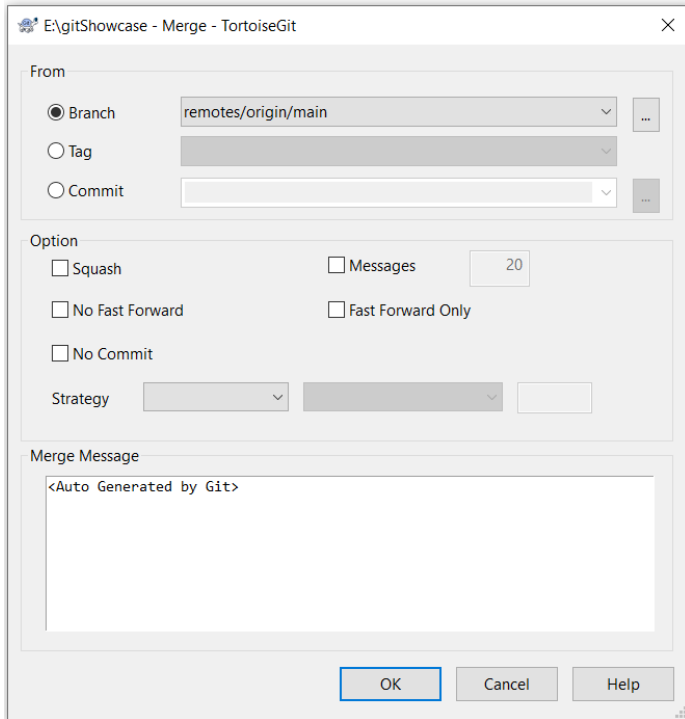 E:\gitShowcase - Merge - TortoiseGit
From
Branch
remotes/origin/main
...
Tag
Commit
...
Option
Squash
Messages
20
No Fast Forward
Fast Forward Only
No Commit
Strategy
Merge Message
<Auto Generated by Git>
OK
Cancel
Help